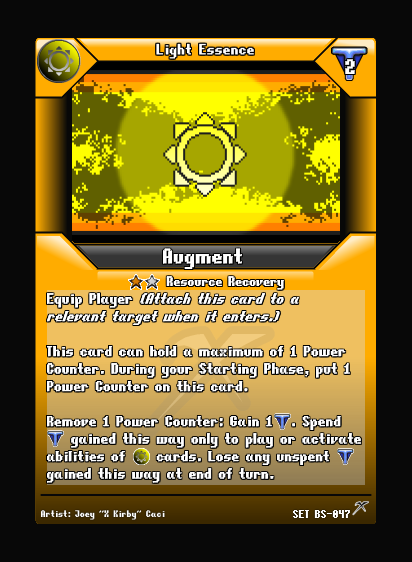 Light Essence
2
Augment
Resource Recovery
Equip Player (Attach this card to a
relevant target when it enters.)
This card can hold a maximum of 1 Power
Counter. During your Starting Phase, put 1
Power Counter on this card.
Remove 1 Power Counter: Gain 1 . Spend
gained this way only to play or activate
abilities of cards. Lose any unspent
gained this way at end of turn.
Artist: Joey "X Kirby" Caci
SET BS-047